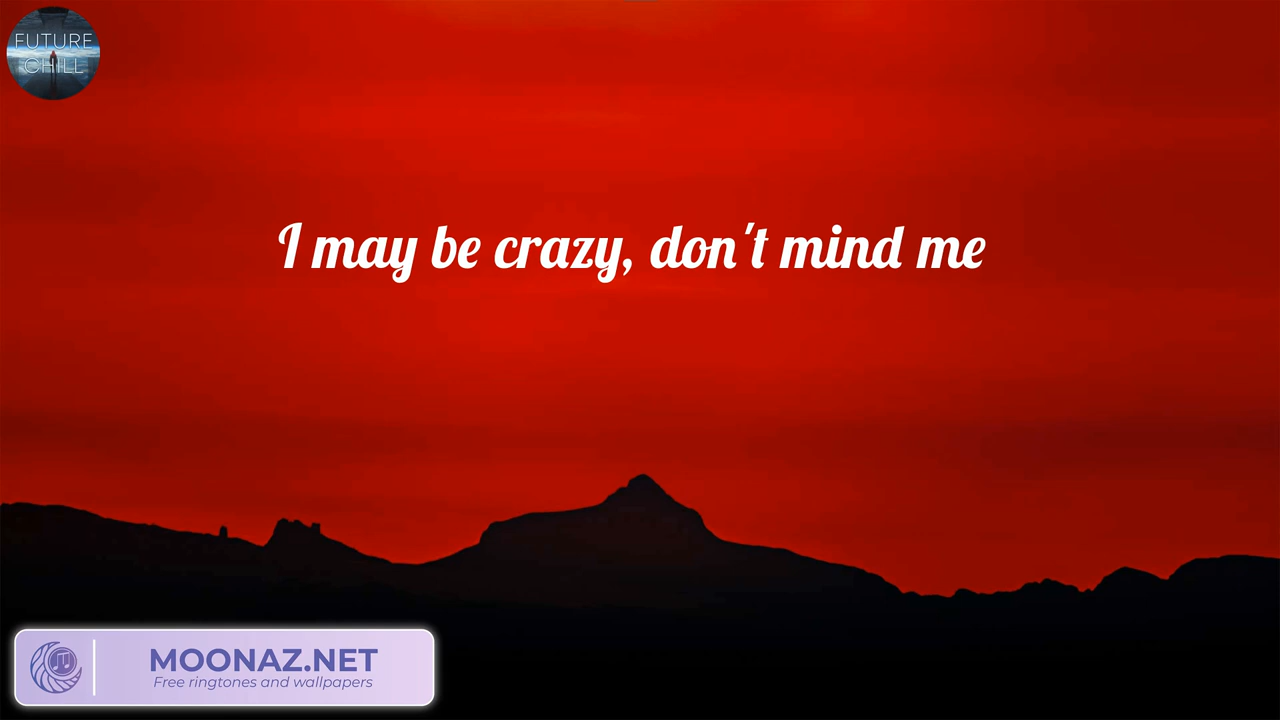 FUTURE
CHILL
I may be crazy, don't mind me
MOONAZ.NET
Free ringtones and wallpapers